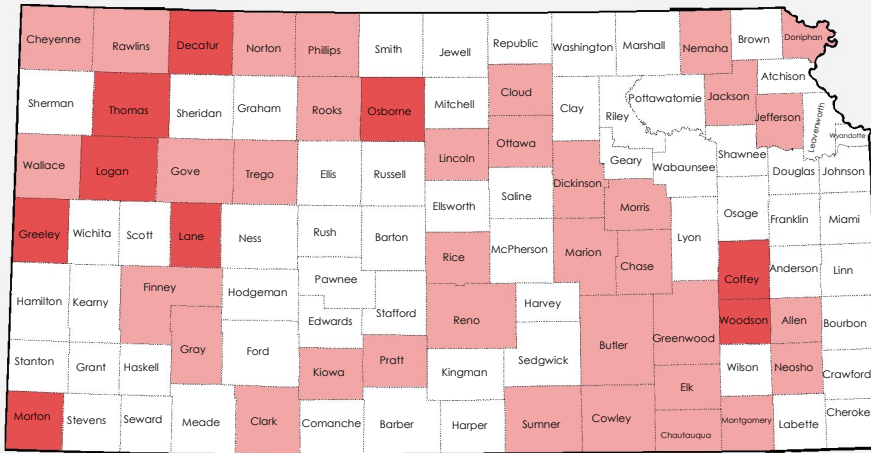 Cheyenne
Rawlins
Decatur
Norton
Phillips
Smith
Jewell
Republic
Washington
Marshall
Nemaha
Brown
Doniphan
Sherman
Thomas
Sheridan
Graham
Rooks
Osborne
Mitchell
Cloud
Clay
Riley
Pottawatomie
Jackson
Atchison
Jefferson
Leavenworth
Wyandotte
Wallace
Logan
Gove
Trego
Ellis
Russell
Lincoln
Ottawa
Saline
Dickinson
Geary
Wabaunsee
Shawnee
Douglas
Johnson
Greeley
Wichita
Scott
Lane
Ness
Rush
Barton
Ellsworth
McPherson
Rice
Marion
Morris
Chase
Lyon
Osage
Franklin
Miami
Coffey
Anderson
Linn
Hamilton
Kearny
Finney
Hodgeman
Pawnee
Edwards
Stafford
Reno
Harvey
Butler
Greenwood
Woodson
Allen
Bourbon
Stanton
Grant
Haskell
Gray
Ford
Kiowa
Pratt
Kingman
Sedgwick
Elk
Wilson
Neosho
Crawford
Morton
Stevens
Seward
Meade
Clark
Comanche
Barber
Harper
Sumner
Cowley
Chautauqua
Montgomery
Labette
Cheroke